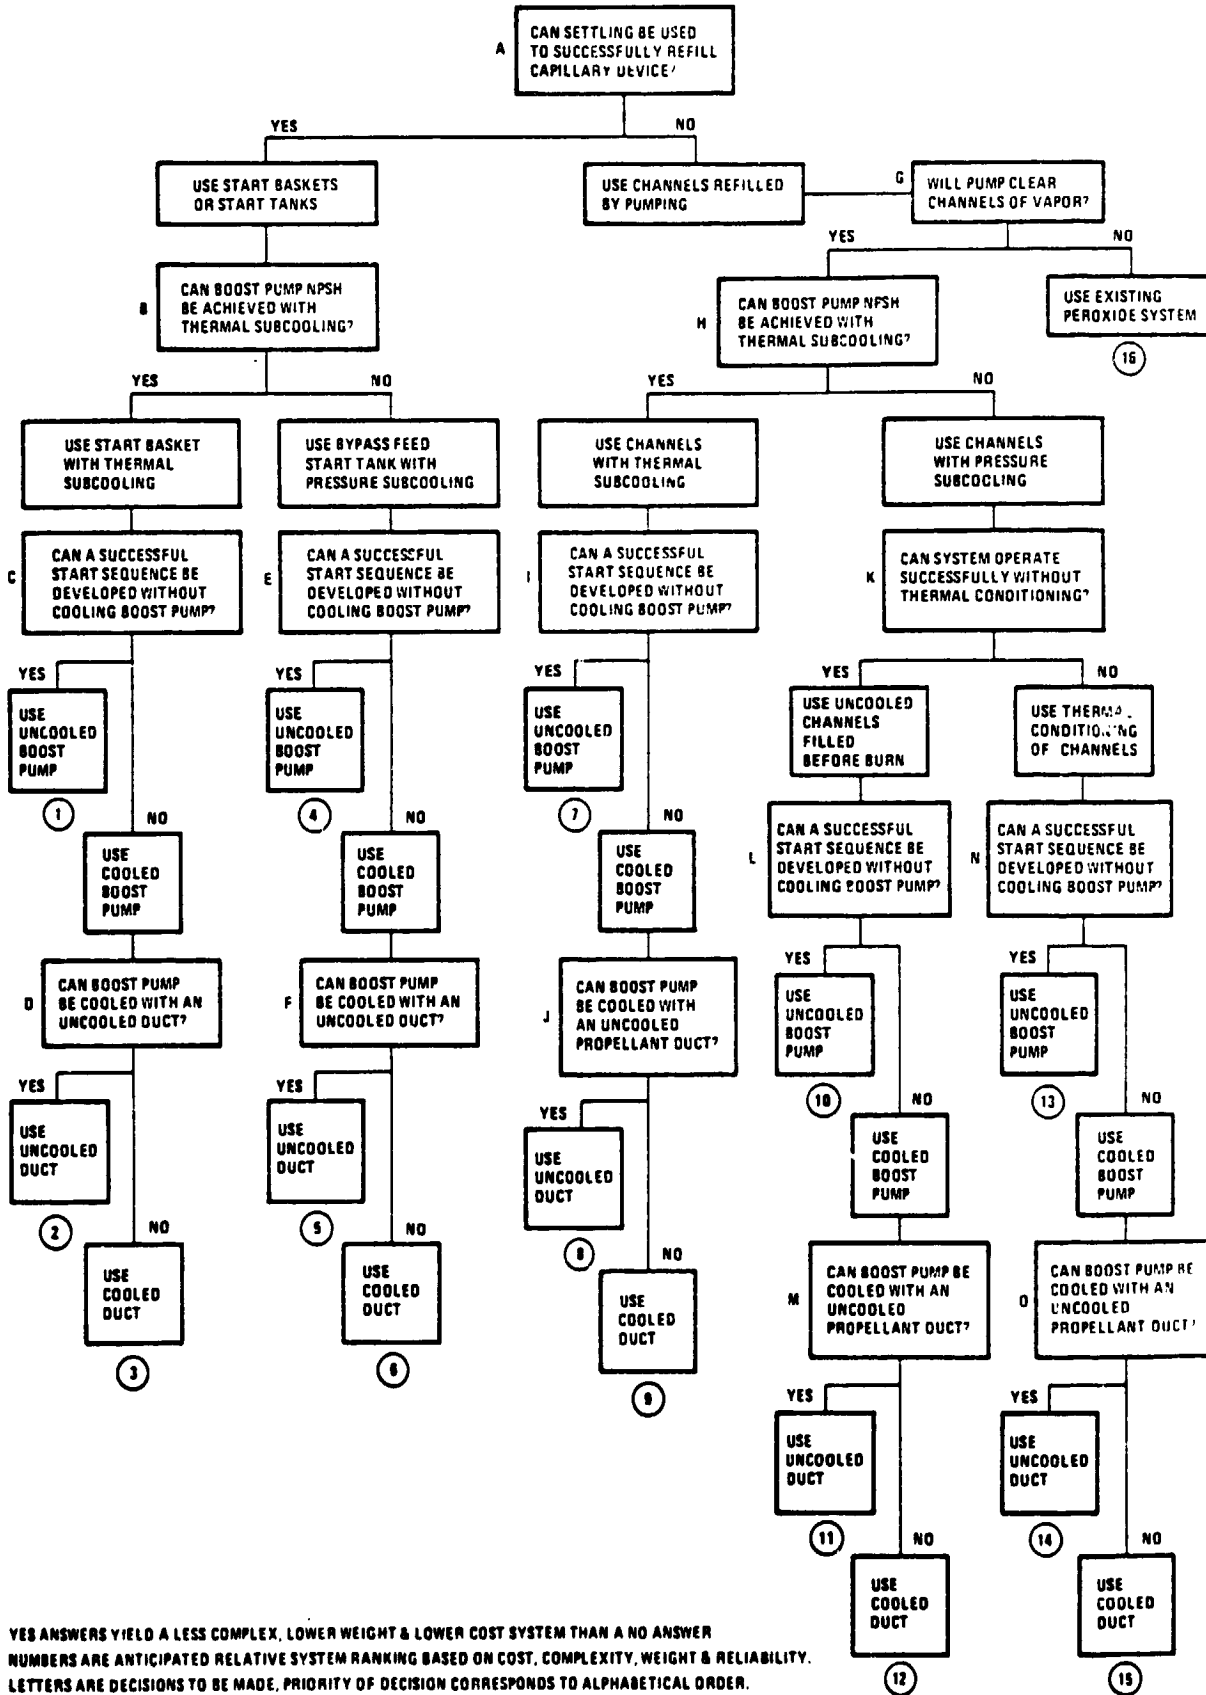 A
CAN SETTLING BE USED
TO SUCCESSFULLY REFILL
CAPILLARY DEVICE?
YES
NO
USE START BASKETS
OR START TANKS
USE CHANNELS REFILLED
BY PUMPING
G
WILL PUMP CLEAR
CHANNELS OF VAPOR?
YES
NO
B
CAN BOOST PUMP NPSH
BE ACHIEVED WITH
THERMAL SUBCOOLING?
H
CAN BOOST PUMP NPSH
BE ACHIEVED WITH
THERMAL SUBCOOLING?
USE EXISTING
PEROXIDE SYSTEM
16
YES
NO
YES
NO
USE START BASKET
WITH THERMAL
SUBCOOLING
USE BYPASS FEED
START TANK WITH
PRESSURE SUBCOOLING
USE CHANNELS
WITH THERMAL
SUBCOOLING
USE CHANNELS
WITH PRESSURE
SUBCOOLING
C
CAN A SUCCESSFUL
START SEQUENCE BE
DEVELOPED WITHOUT
COOLING BOOST PUMP?
E
CAN A SUCCESSFUL
START SEQUENCE BE
DEVELOPED WITHOUT
COOLING BOOST PUMP?
I
CAN A SUCCESSFUL
START SEQUENCE BE
DEVELOPED WITHOUT
COOLING BOOST PUMP?
K
CAN SYSTEM OPERATE
SUCCESSFULLY WITHOUT
THERMAL CONDITIONING?
YES
YES
YES
YES
NO
USE
UNCOOLED
BOOST
PUMP
1
USE
UNCOOLED
BOOST
PUMP
4
USE
UNCOOLED
BOOST
PUMP
7
USE UNCOOLED
CHANNELS
FILLED
BEFORE BURN
USE THERMAL
CONDITIONING
OF CHANNELS
NO
NO
NO
USE
COOLED
BOOST
PUMP
USE
COOLED
BOOST
PUMP
USE
COOLED
BOOST
PUMP
L
CAN A SUCCESSFUL
START SEQUENCE BE
DEVELOPED WITHOUT
COOLING BOOST PUMP?
N
CAN A SUCCESSFUL
START SEQUENCE BE
DEVELOPED WITHOUT
COOLING BOOST PUMP?
D
CAN BOOST PUMP
BE COOLED WITH AN
UNCOOLED DUCT?
F
CAN BOOST PUMP
BE COOLED WITH AN
UNCOOLED DUCT?
J
CAN BOOST PUMP
BE COOLED WITH
AN UNCOOLED
PROPELLANT DUCT?
YES
YES
USE
UNCOOLED
BOOST
PUMP
10
USE
UNCOOLED
BOOST
PUMP
13
YES
YES
YES
NO
NO
USE
UNCOOLED
DUCT
2
USE
UNCOOLED
DUCT
5
USE
UNCOOLED
DUCT
8
USE
COOLED
BOOST
PUMP
USE
COOLED
BOOST
PUMP
NO
NO
NO
USE
COOLED
DUCT
3
USE
COOLED
DUCT
6
USE
COOLED
DUCT
9
M
CAN BOOST PUMP BE
COOLED WITH AN
UNCOOLED
PROPELLANT DUCT?
O
CAN BOOST PUMP BE
COOLED WITH AN
UNCOOLED
PROPELLANT DUCT?
YES
YES
USE
UNCOOLED
DUCT
11
USE
UNCOOLED
DUCT
14
NO
NO
USE
COOLED
DUCT
12
USE
COOLED
DUCT
15
YES ANSWERS YIELD A LESS COMPLEX, LOWER WEIGHT & LOWER COST SYSTEM THAN A NO ANSWER
NUMBERS ARE ANTICIPATED RELATIVE SYSTEM RANKING BASED ON COST, COMPLEXITY, WEIGHT & RELIABILITY.
LETTERS ARE DECISIONS TO BE MADE, PRIORITY OF DECISION CORRESPONDS TO ALPHABETICAL ORDER.